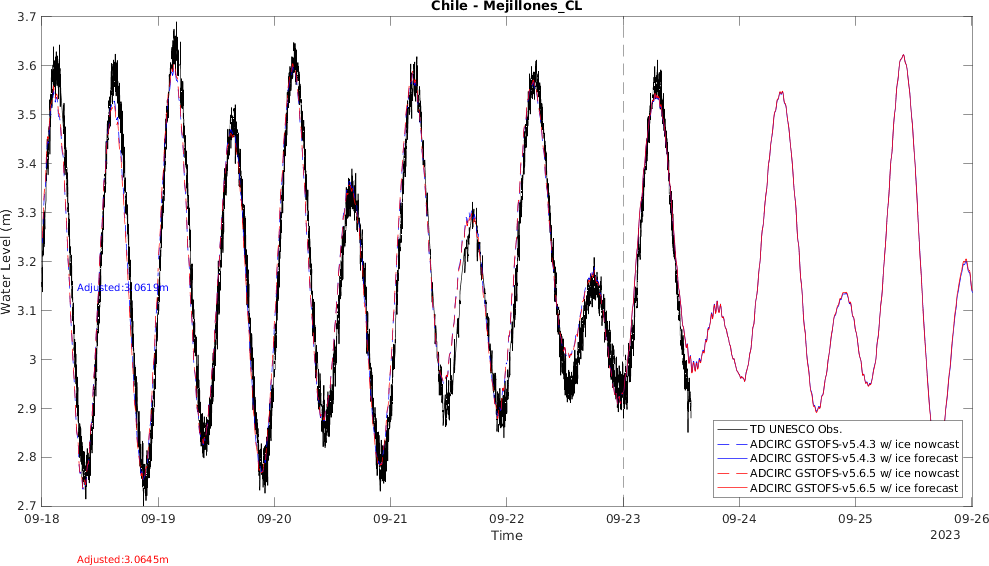 Chile - Mejillones_CL
3.7
3.6
3.5
3.4
3.3
3.2
3.1
3
2.9
2.8
2.7
Water Level (m)
Adjusted:3.0619m
TD UNESCO Obs.
ADCIRC GSTOFS-v5.4.3 w/ ice nowcast
ADCIRC GSTOFS-v5.4.3 w/ ice forecast
ADCIRC GSTOFS-v5.6.5 w/ ice nowcast
ADCIRC GSTOFS-v5.6.5 w/ ice forecast
09-18 09-19 09-20 09-21 09-22 09-23 09-24 09-25 09-26
Time
2023
Adjusted:3.0645m